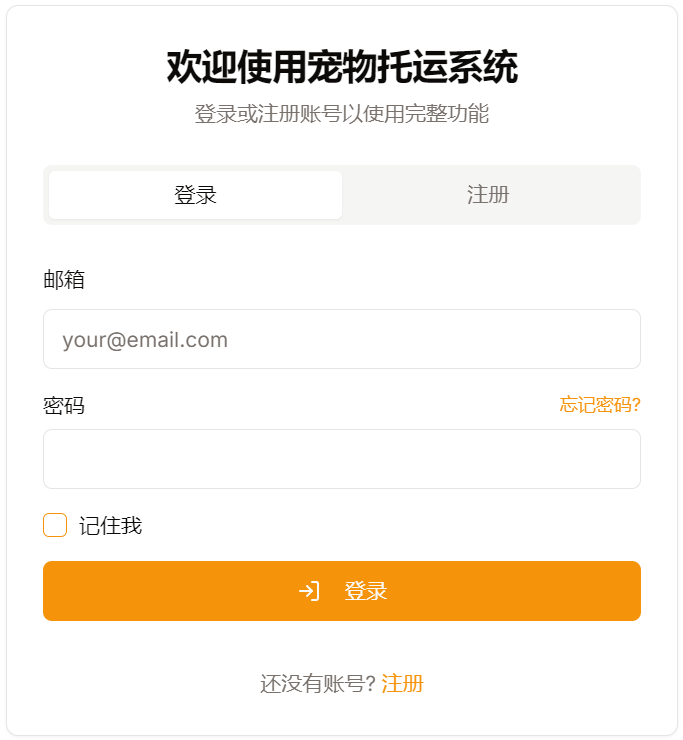 欢迎使用宠物托运系统
登录或注册账号以使用完整功能
登录 注册
邮箱
your@email.com
密码 忘记密码?
记住我
登录
还没有账号? 注册